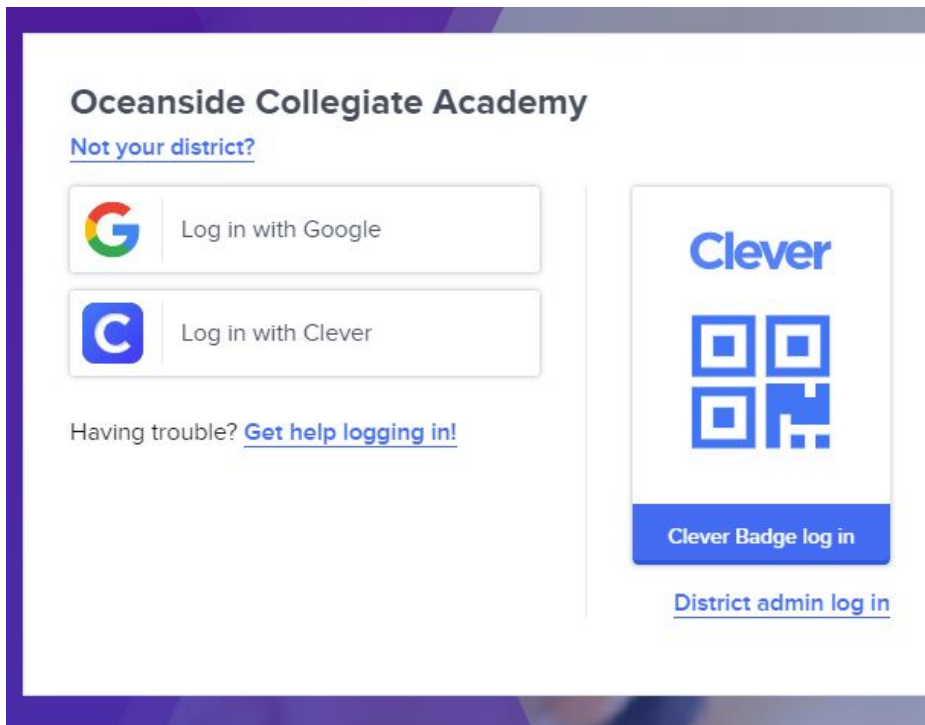 Oceanside Collegiate Academy
Not your district?
Log in with Google
Log in with Clever
Having trouble? Get help logging in!
Clever
Clever Badge log in
District admin log in